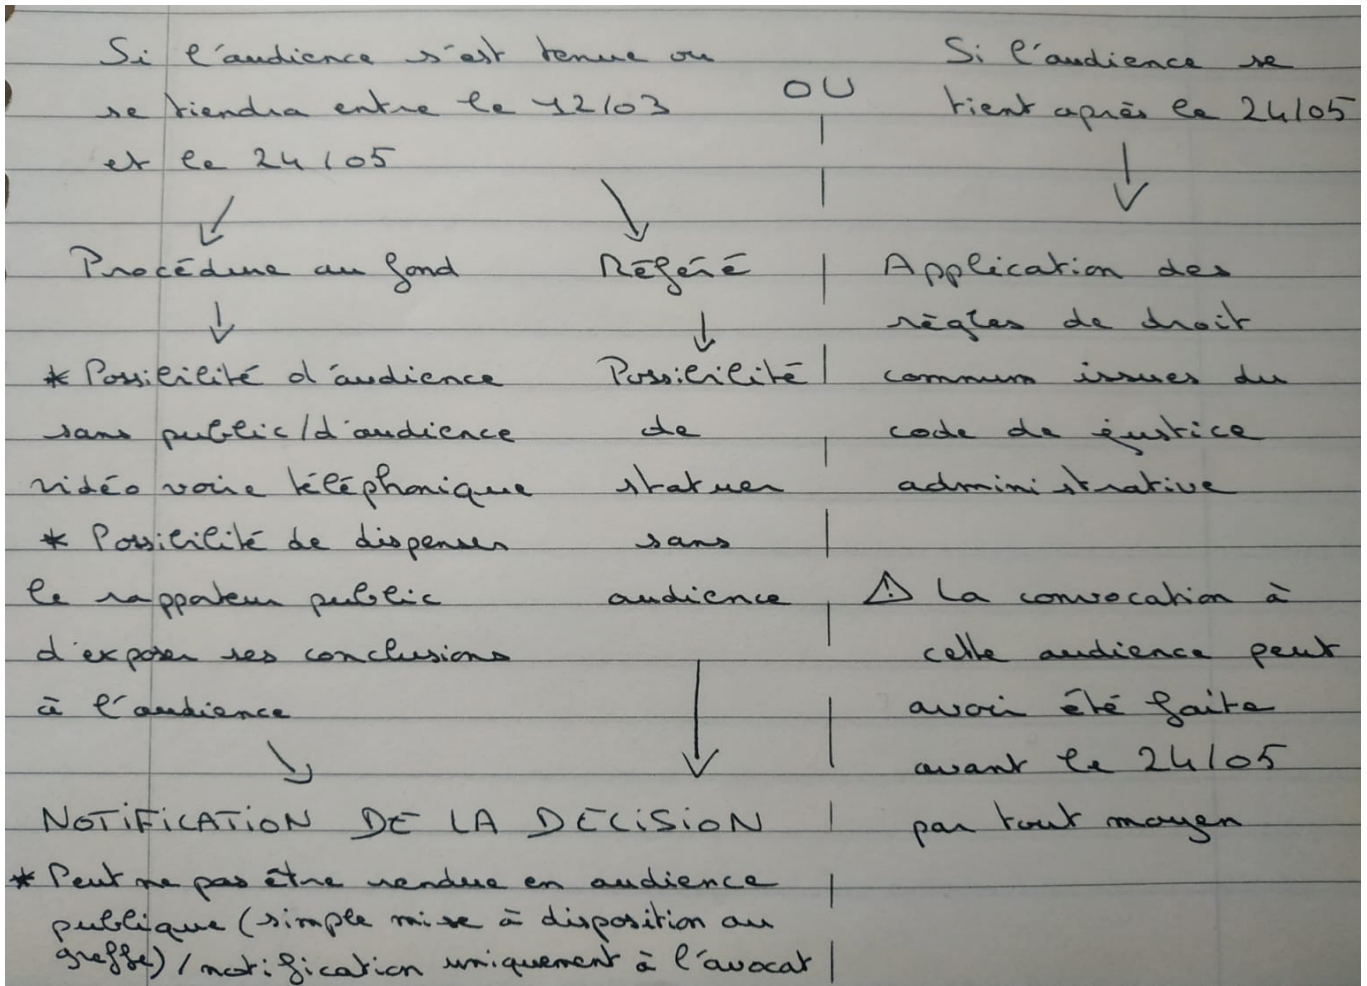 Si l'audience s'est tenue ou
se tiendra entre le 12/03
et le 24/05
Procédure au fond
* Possibilité d'audience
sans public/d'audience
vidéo voire téléphonique
* Possibilité de dispenser
le rapporteur public
d'exposer ses conclusions
à l'audience
Référé
Possibilité
de
statuer
sans
audience
NOTIFICATION DE LA DECISION
* Peut ne pas être rendue en audience
publique (simple mise à disposition au
greffe) / notification uniquement à l'avocat
OU
Si l'audience se
tient après le 24/05
Application des
règles de droit
commun issues du
code de justice
administrative
⚠ La convocation à
cette audience peut
avoir été faite
avant le 24/05
par tout moyen